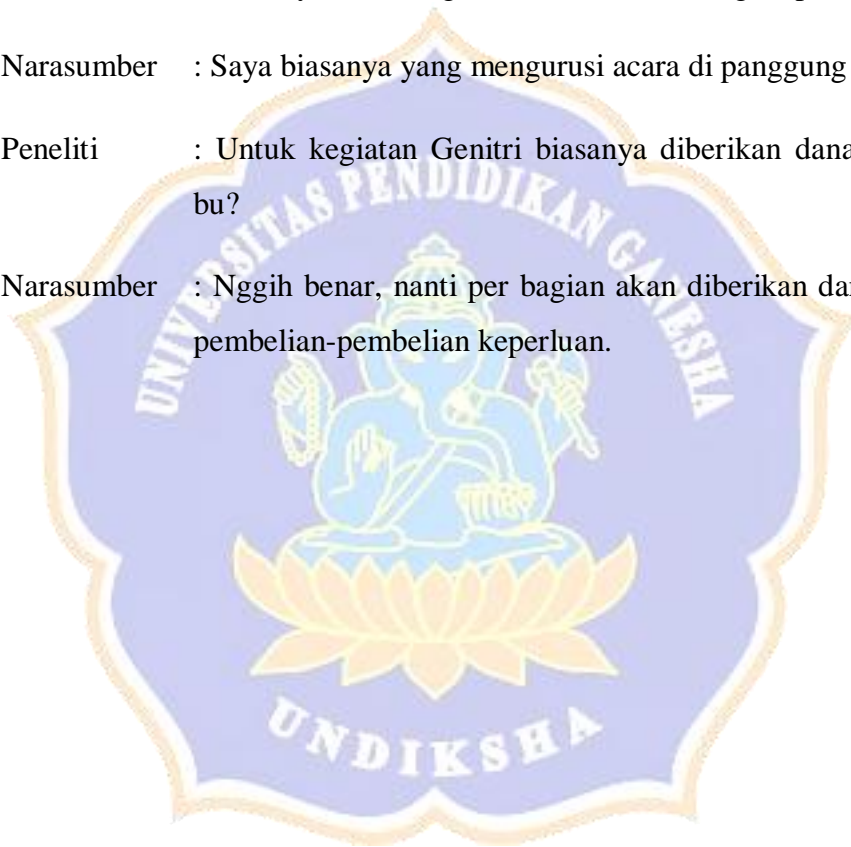 Narasumber : Saya biasanya yang mengurusi acara di panggung
Peneliti : Untuk kegiatan Genitri biasanya diberikan dana
bu?
Narasumber : Nggih benar, nanti per bagian akan diberikan
pembelian-pembelian keperluan.
UNIVERSITAS PENDIDIKAN GANESHA
UNDIKSHA